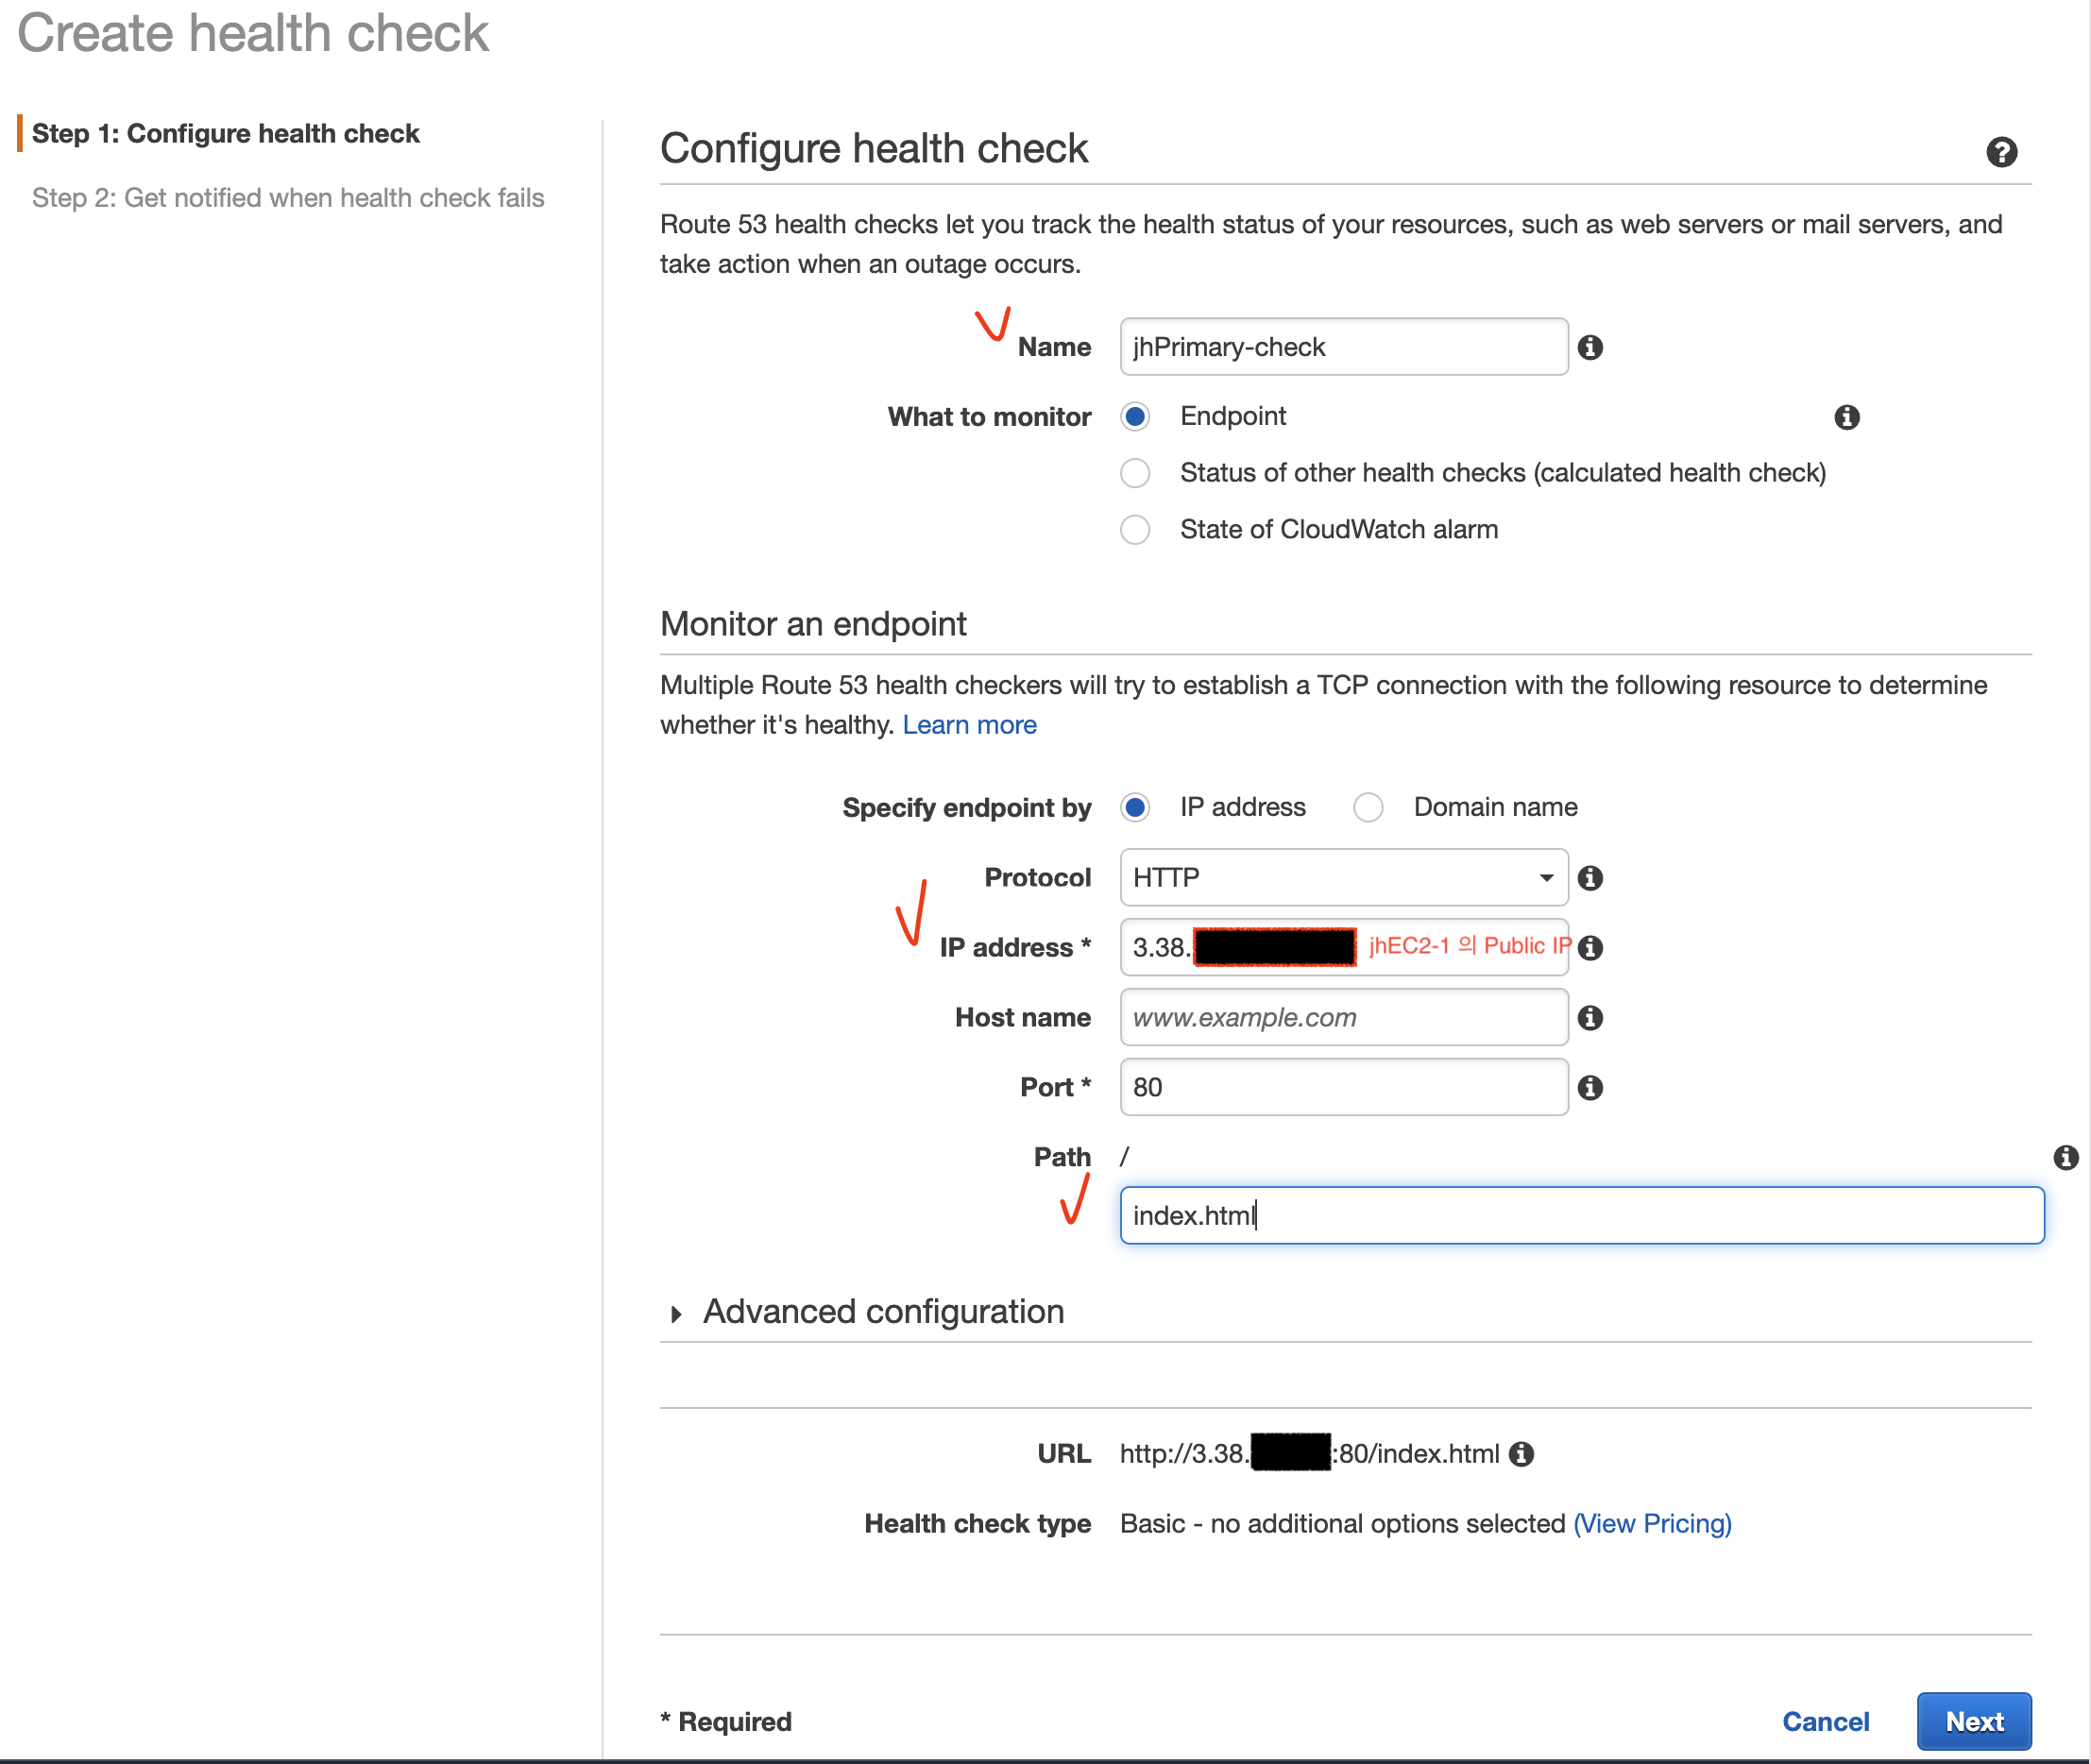 Create health check
Step 1: Configure health check
Step 2: Get notified when health check fails
Configure health check
Route 53 health checks let you track the health status of your resources, such as web servers or mail servers, and
take action when an outage occurs.
Name jhPrimary-check
What to monitor Endpoint
Status of other health checks (calculated health check)
State of CloudWatch alarm
Monitor an endpoint
Multiple Route 53 health checkers will try to establish a TCP connection with the following resource to determine
whether it's healthy. Learn more
Specify endpoint by IP address Domain name
Protocol HTTP
IP address * 3.38. jhEC2-1 의 Public IP
Host name www.example.com
Port * 80
Path /
index.html
Advanced configuration
URL http://3.38. :80/index.html
Health check type Basic - no additional options selected (View Pricing)
* Required Cancel Next